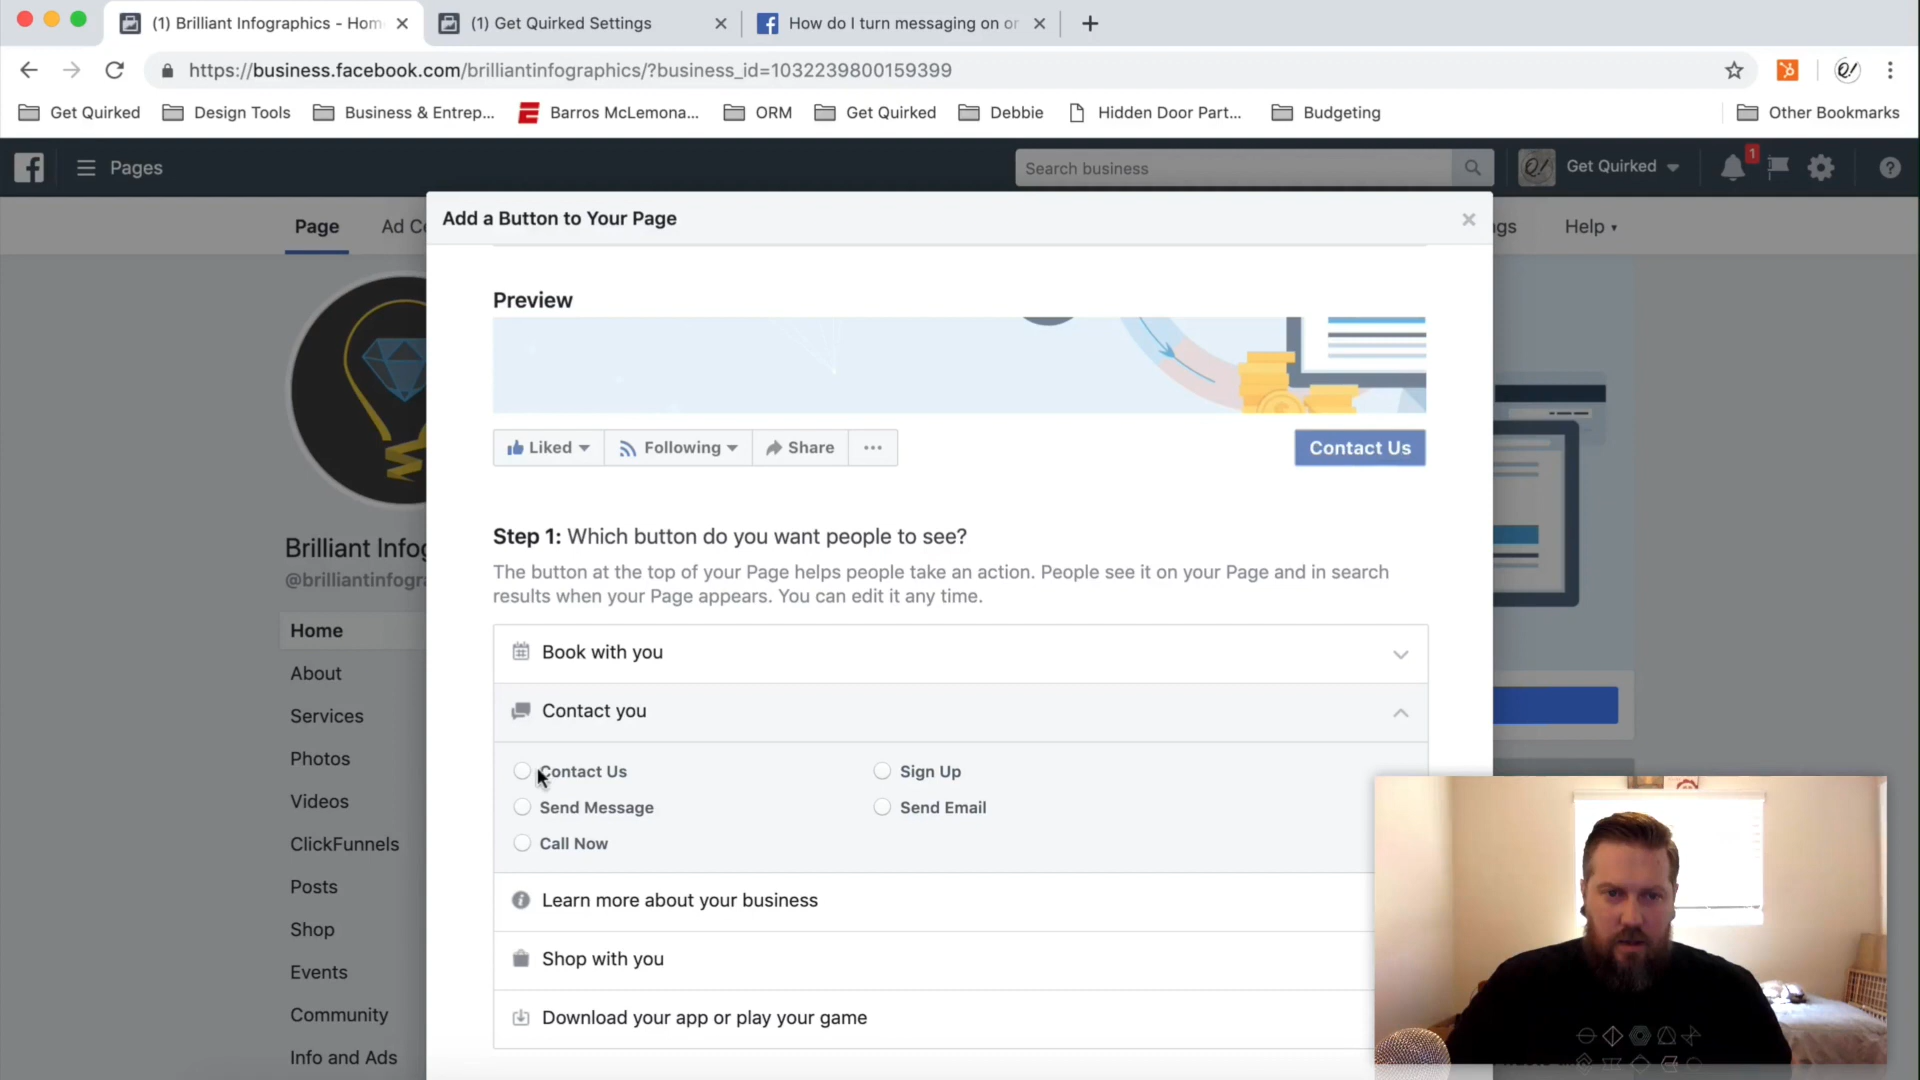 (1) Brilliant Infographics - Hom
(1) Get Quirked Settings
How do I turn messaging on or
https://business.facebook.com/brilliantinfographics/?business_id=1032239800159399
Get Quirked
Design Tools
Business & Entrep...
Barros McLemona...
ORM
Get Quirked
Debbie
Hidden Door Part...
Budgeting
Other Bookmarks
Pages
Search business
Get Quirked
1
Page
Ad Co
Add a Button to Your Page
ngs
Help
Preview
Liked
Following
Share
Contact Us
Step 1: Which button do you want people to see?
The button at the top of your Page helps people take an action. People see it on your Page and in search
results when your Page appears. You can edit it any time.
Brilliant Infog
@brilliantinfogra
Home
About
Services
Photos
Videos
ClickFunnels
Posts
Shop
Events
Community
Info and Ads
Book with you
Contact you
Contact Us
Sign Up
Send Message
Send Email
Call Now
Learn more about your business
Shop with you
Download your app or play your game